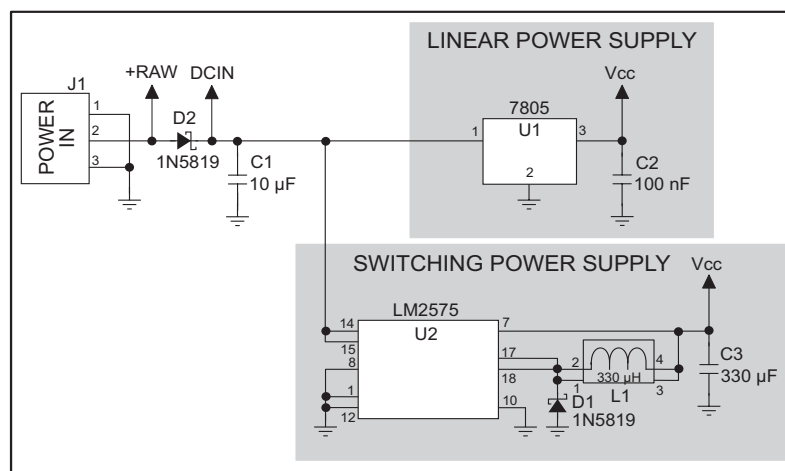 LINEAR POWER SUPPLY
+RAW DCIN Vcc
J1
7805
1 D2 1 U1 3
POWER IN
2
1N5819
3
C1
10 µF
2
C2
100 nF
SWITCHING POWER SUPPLY
Vcc
LM2575
14 U2 7
15 17
8 18
2 4
330 µH
1 3
L1
C3
330 µF
1
12
10
D1
1N5819